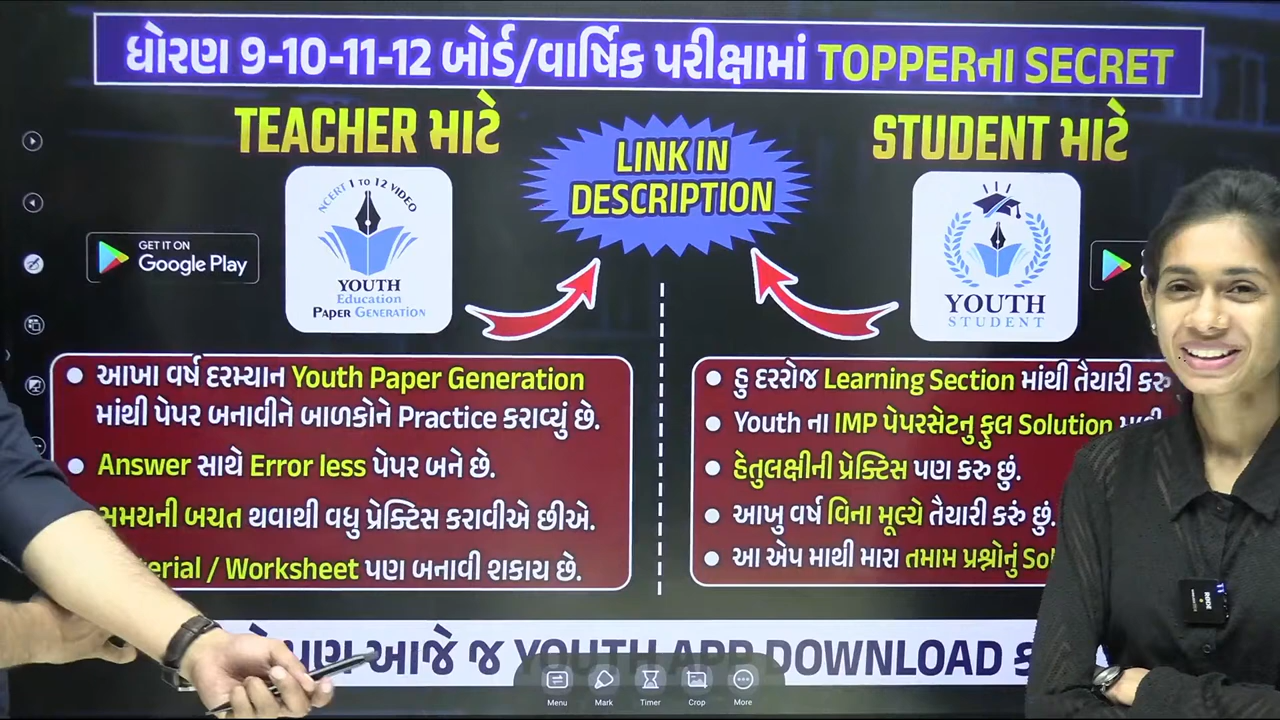 ધોરણ 9-10-11-12 બોર્ડ/વાર્ષિક પરીક્ષામાં TOPPERના SECRET
TEACHER માટે
LINK IN
DESCRIPTION
STUDENT માટે
NCERT 1 TO 12 VIDEO
YOUTH
Education
PAPER GENERATION
GET IT ON
Google Play
YOUTH
STUDENT
આખા વર્ષ દરમ્યાન Youth Paper Generation
માંથી પેપર બનાવીને બાળકોને Practice કરાવ્યું છે.
Answer સાથે Error less પેપર બને છે.
સમયની બચત થવાથી વધુ પ્રેક્ટિસ કરાવીએ છીએ.
/ Worksheet પણ બનાવી શકાય છે.
હુ દરરોજ Learning Section માંથી તૈયારી
Youth ના IMP પેપરસેટનુ ફુલ Solution
હેતુલક્ષીની પ્રેક્ટિસ પણ કરુ છું.
આખુ વર્ષ વિના મૂલ્યે તૈયારી કરું છું.
આ એપ માથી મારા તમામ પ્રશ્નોનું
આજે જ YOUTH APP DOWNLOAD
Menu Mark Timer Crop More
RODE